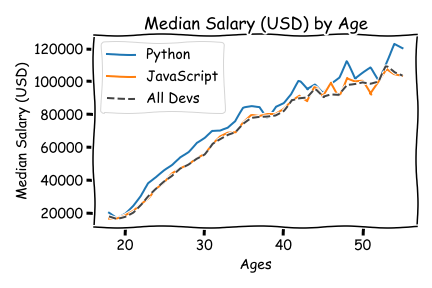 Median Salary (USD) by Age
Median Salary (USD)
120000
100000
80000
60000
40000
20000
Python
JavaScript
All Devs
20
30
40
50
Ages